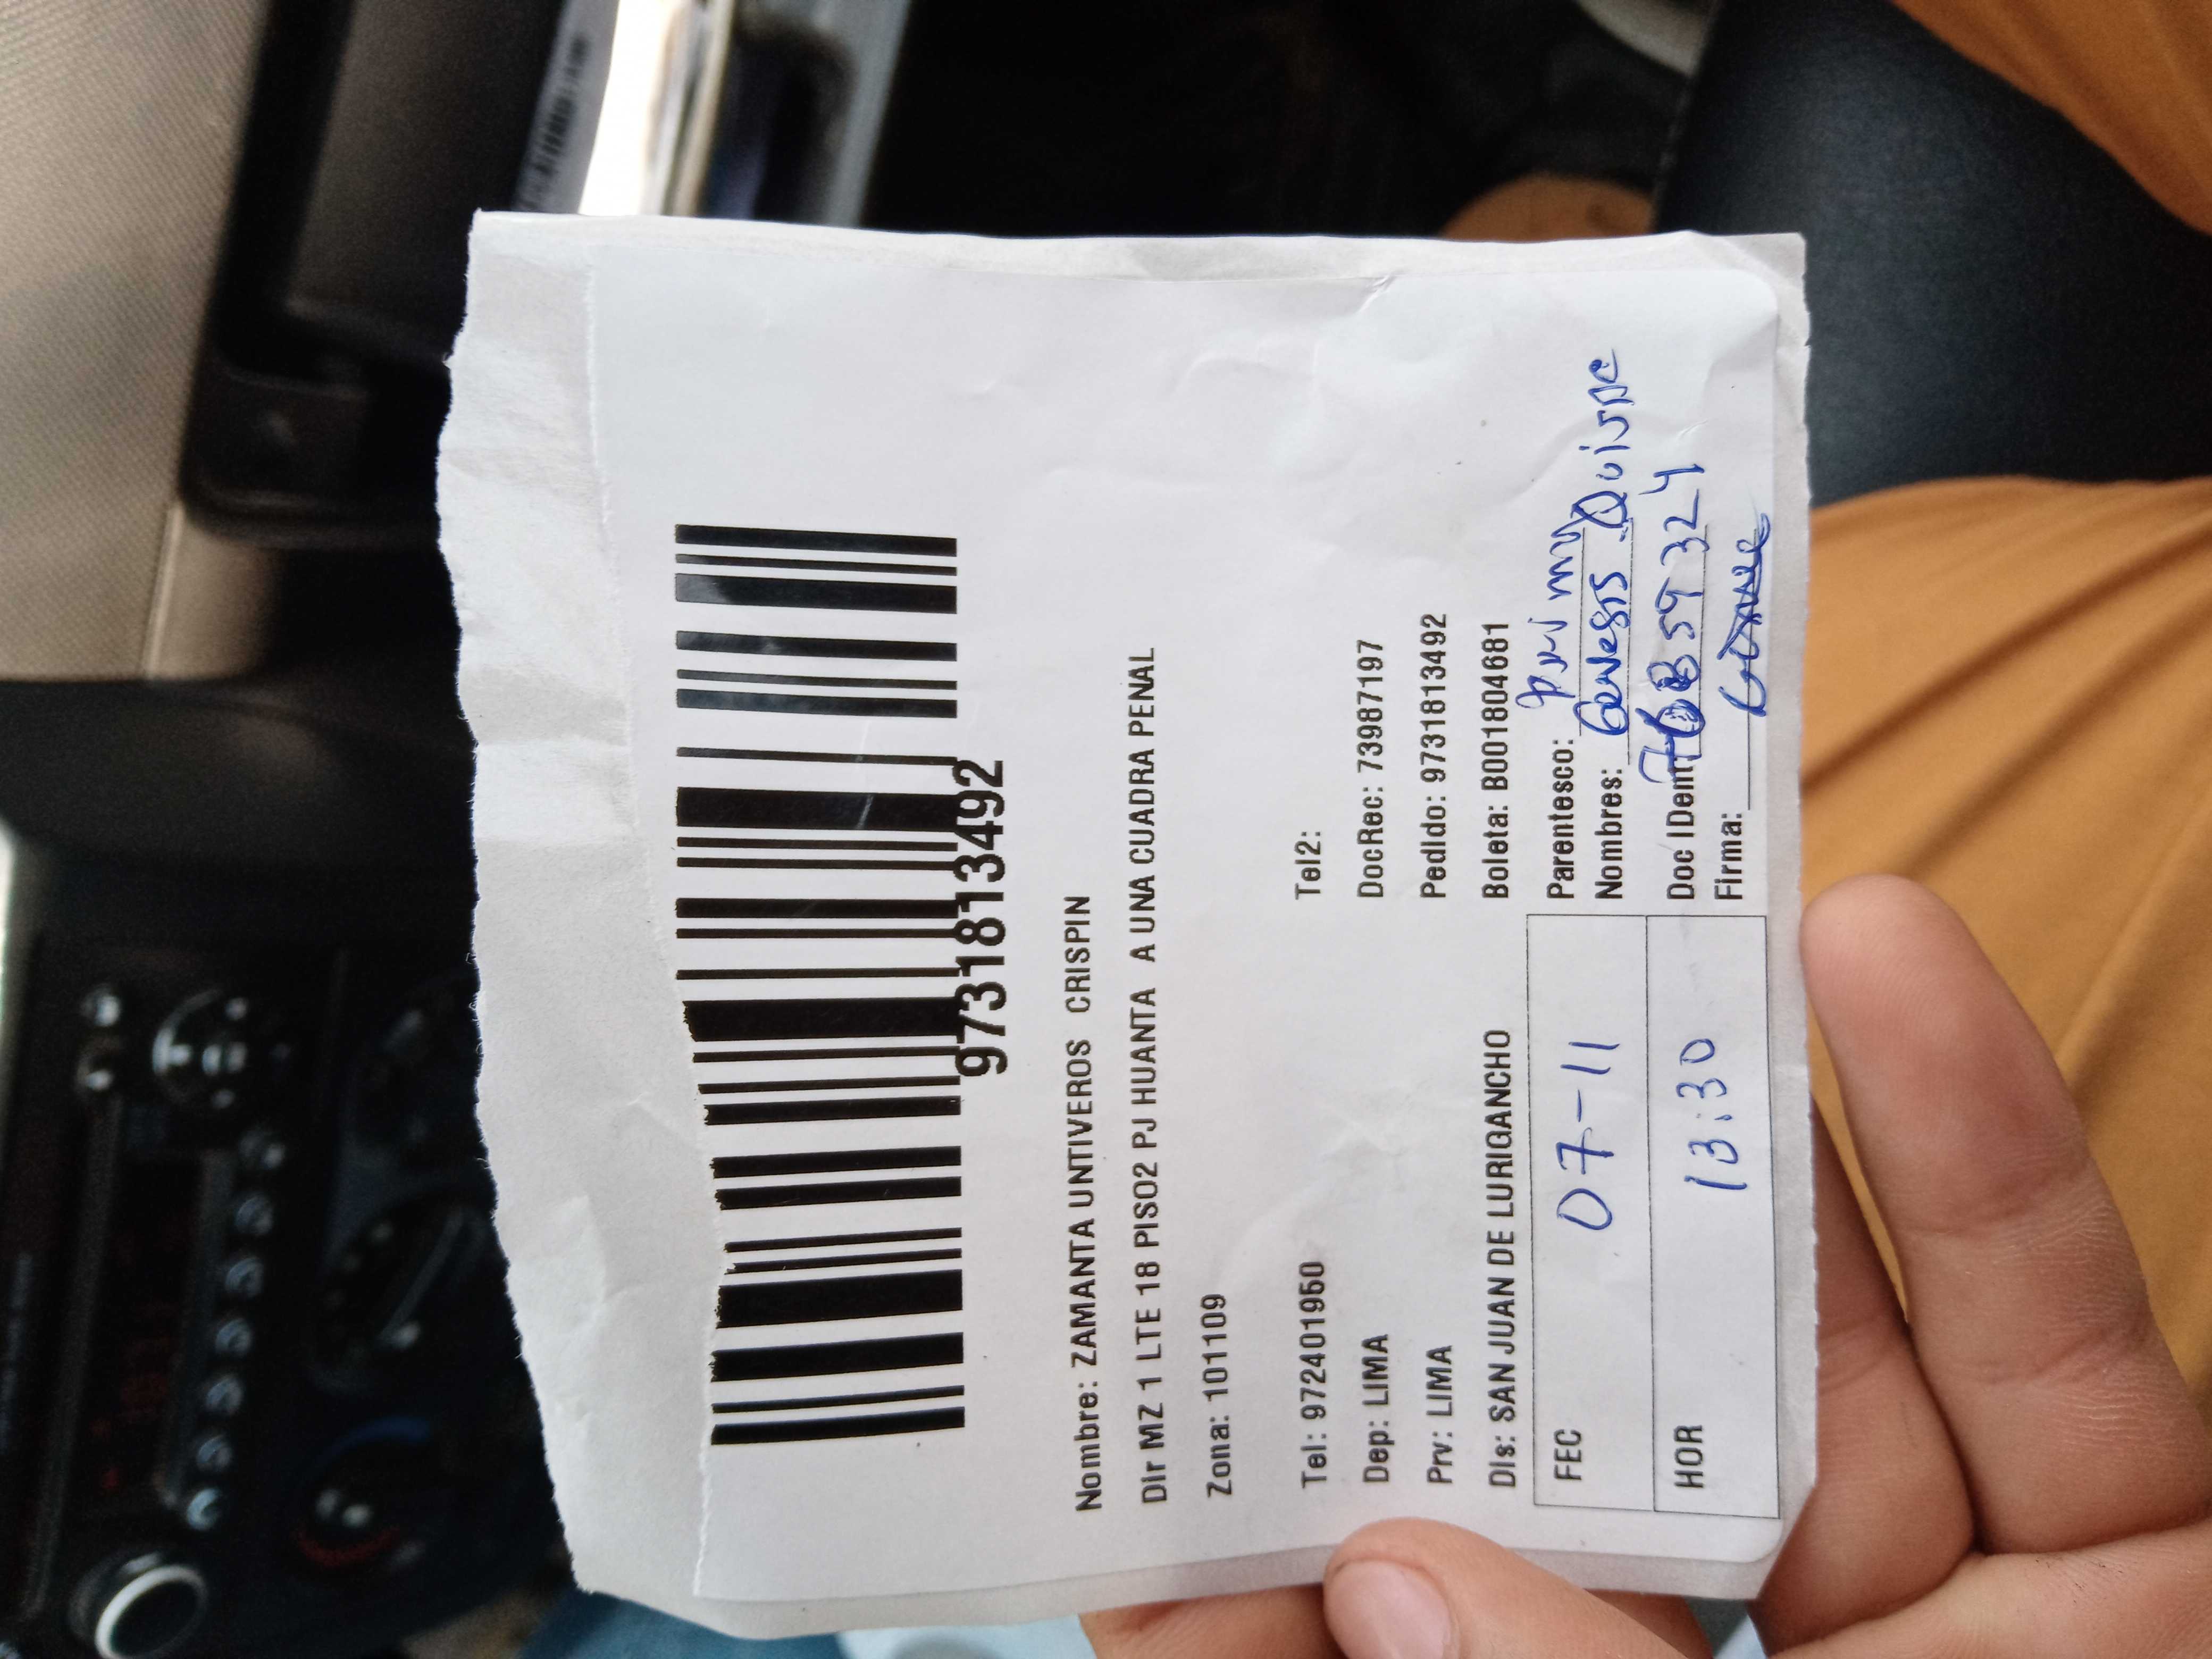 9731813492
Nombre: ZAMANTA UNTIVEROS CRISPIN
Dir MZ 1 LTE 18 PISO2 PJ HUANTA A UNA CUADRA PENAL
Zona: 101109
Tel: 972401950 Tel2:
Dep: LIMA DocRec: 73987197
Prv: LIMA Pedido: 9731813492
Dis: SAN JUAN DE LURIGANCHO Boleta: B001804681
FEC 07-11 Parentesco: prima
Nombres: Genesis Quispe
HOR 13:30 Doc IDent
Firma: